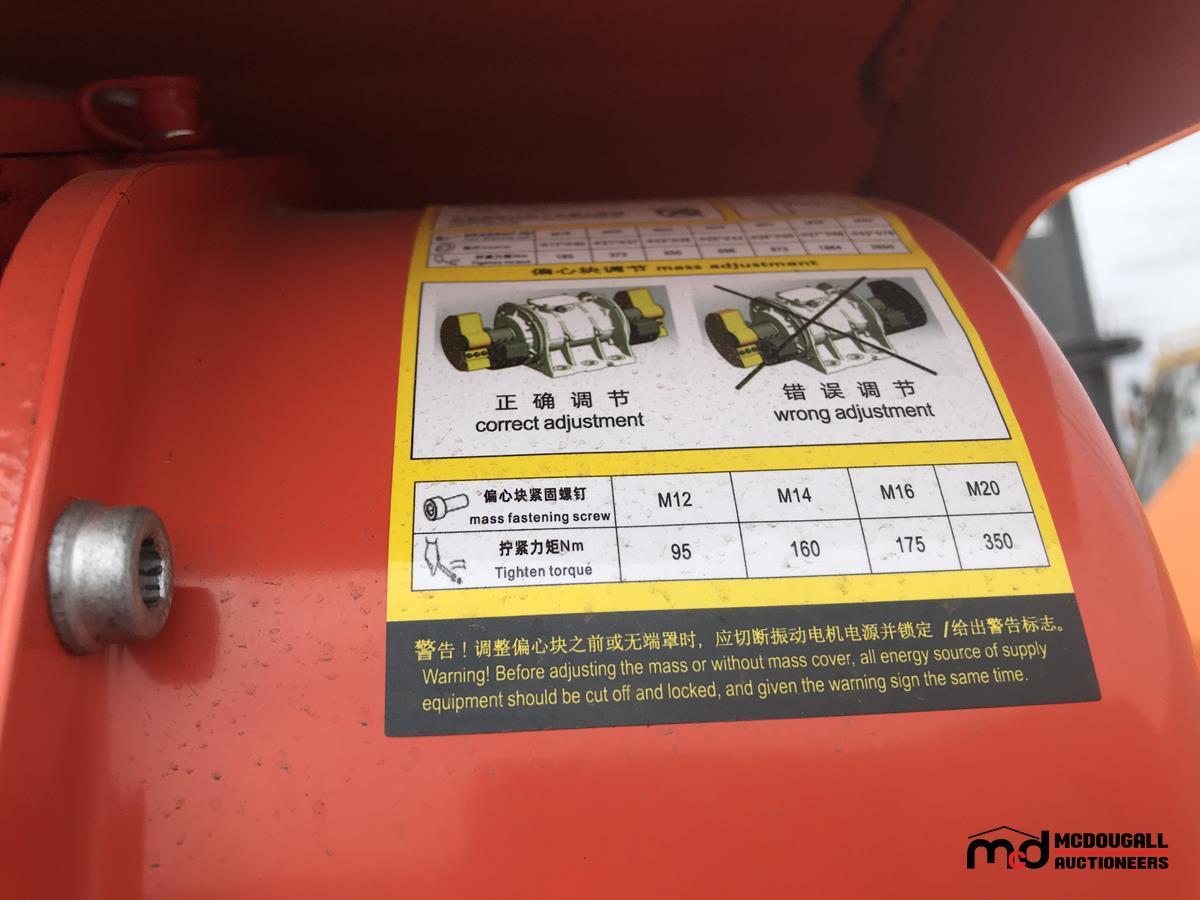 偏心块调节 mass adjustment
正确调节
correct adjustment
错误调节
wrong adjustment
偏心块紧固螺钉
mass fastening screw
M12 M14 M16 M20
拧紧力矩Nm
Tighten torque
95 160 175 350
警告！调整偏心块之前或无端罩时，应切断振动电机电源并锁定 /给出警告标志。
Warning! Before adjusting the mass or without mass cover, all energy source of supply
equipment should be cut off and locked, and given the warning sign the same time.
mcd MCDOUGALL
AUCTIONEERS